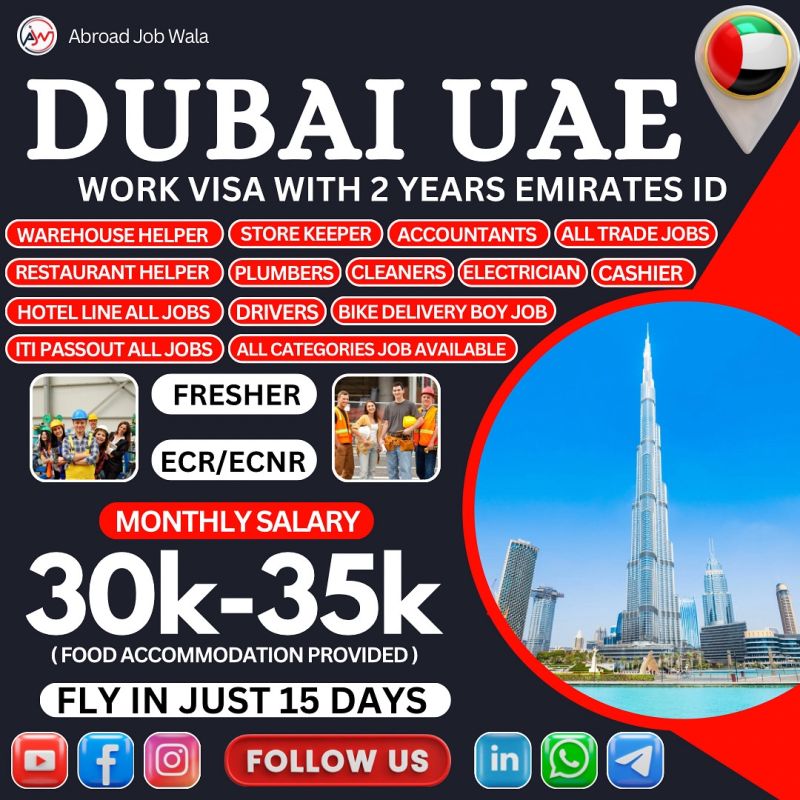 Abroad Job Wala
DUBAI UAE
WORK VISA WITH 2 YEARS EMIRATES ID
WAREHOUSE HELPER STORE KEEPER ACCOUNTANTS ALL TRADE JOBS
RESTAURANT HELPER PLUMBERS CLEANERS ELECTRICIAN CASHIER
HOTEL LINE ALL JOBS DRIVERS BIKE DELIVERY BOY JOB
ITI PASSOUT ALL JOBS ALL CATEGORIES JOB AVAILABLE
FRESHER
ECR/ECNR
MONTHLY SALARY
30k-35k
( FOOD ACCOMMODATION PROVIDED )
FLY IN JUST 15 DAYS
FOLLOW US in